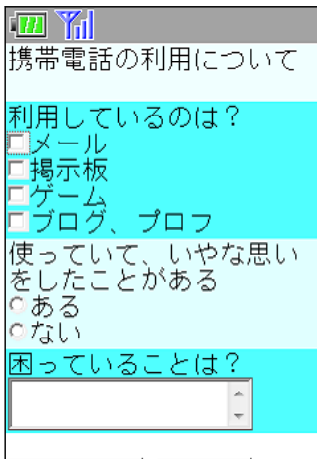 携帯電話の利用について
利用しているのは？
メール
掲示板
ゲーム
ブログ、プロフ
使っていて、いやな思い
をしたことがある
ある
ない
困っていることは？